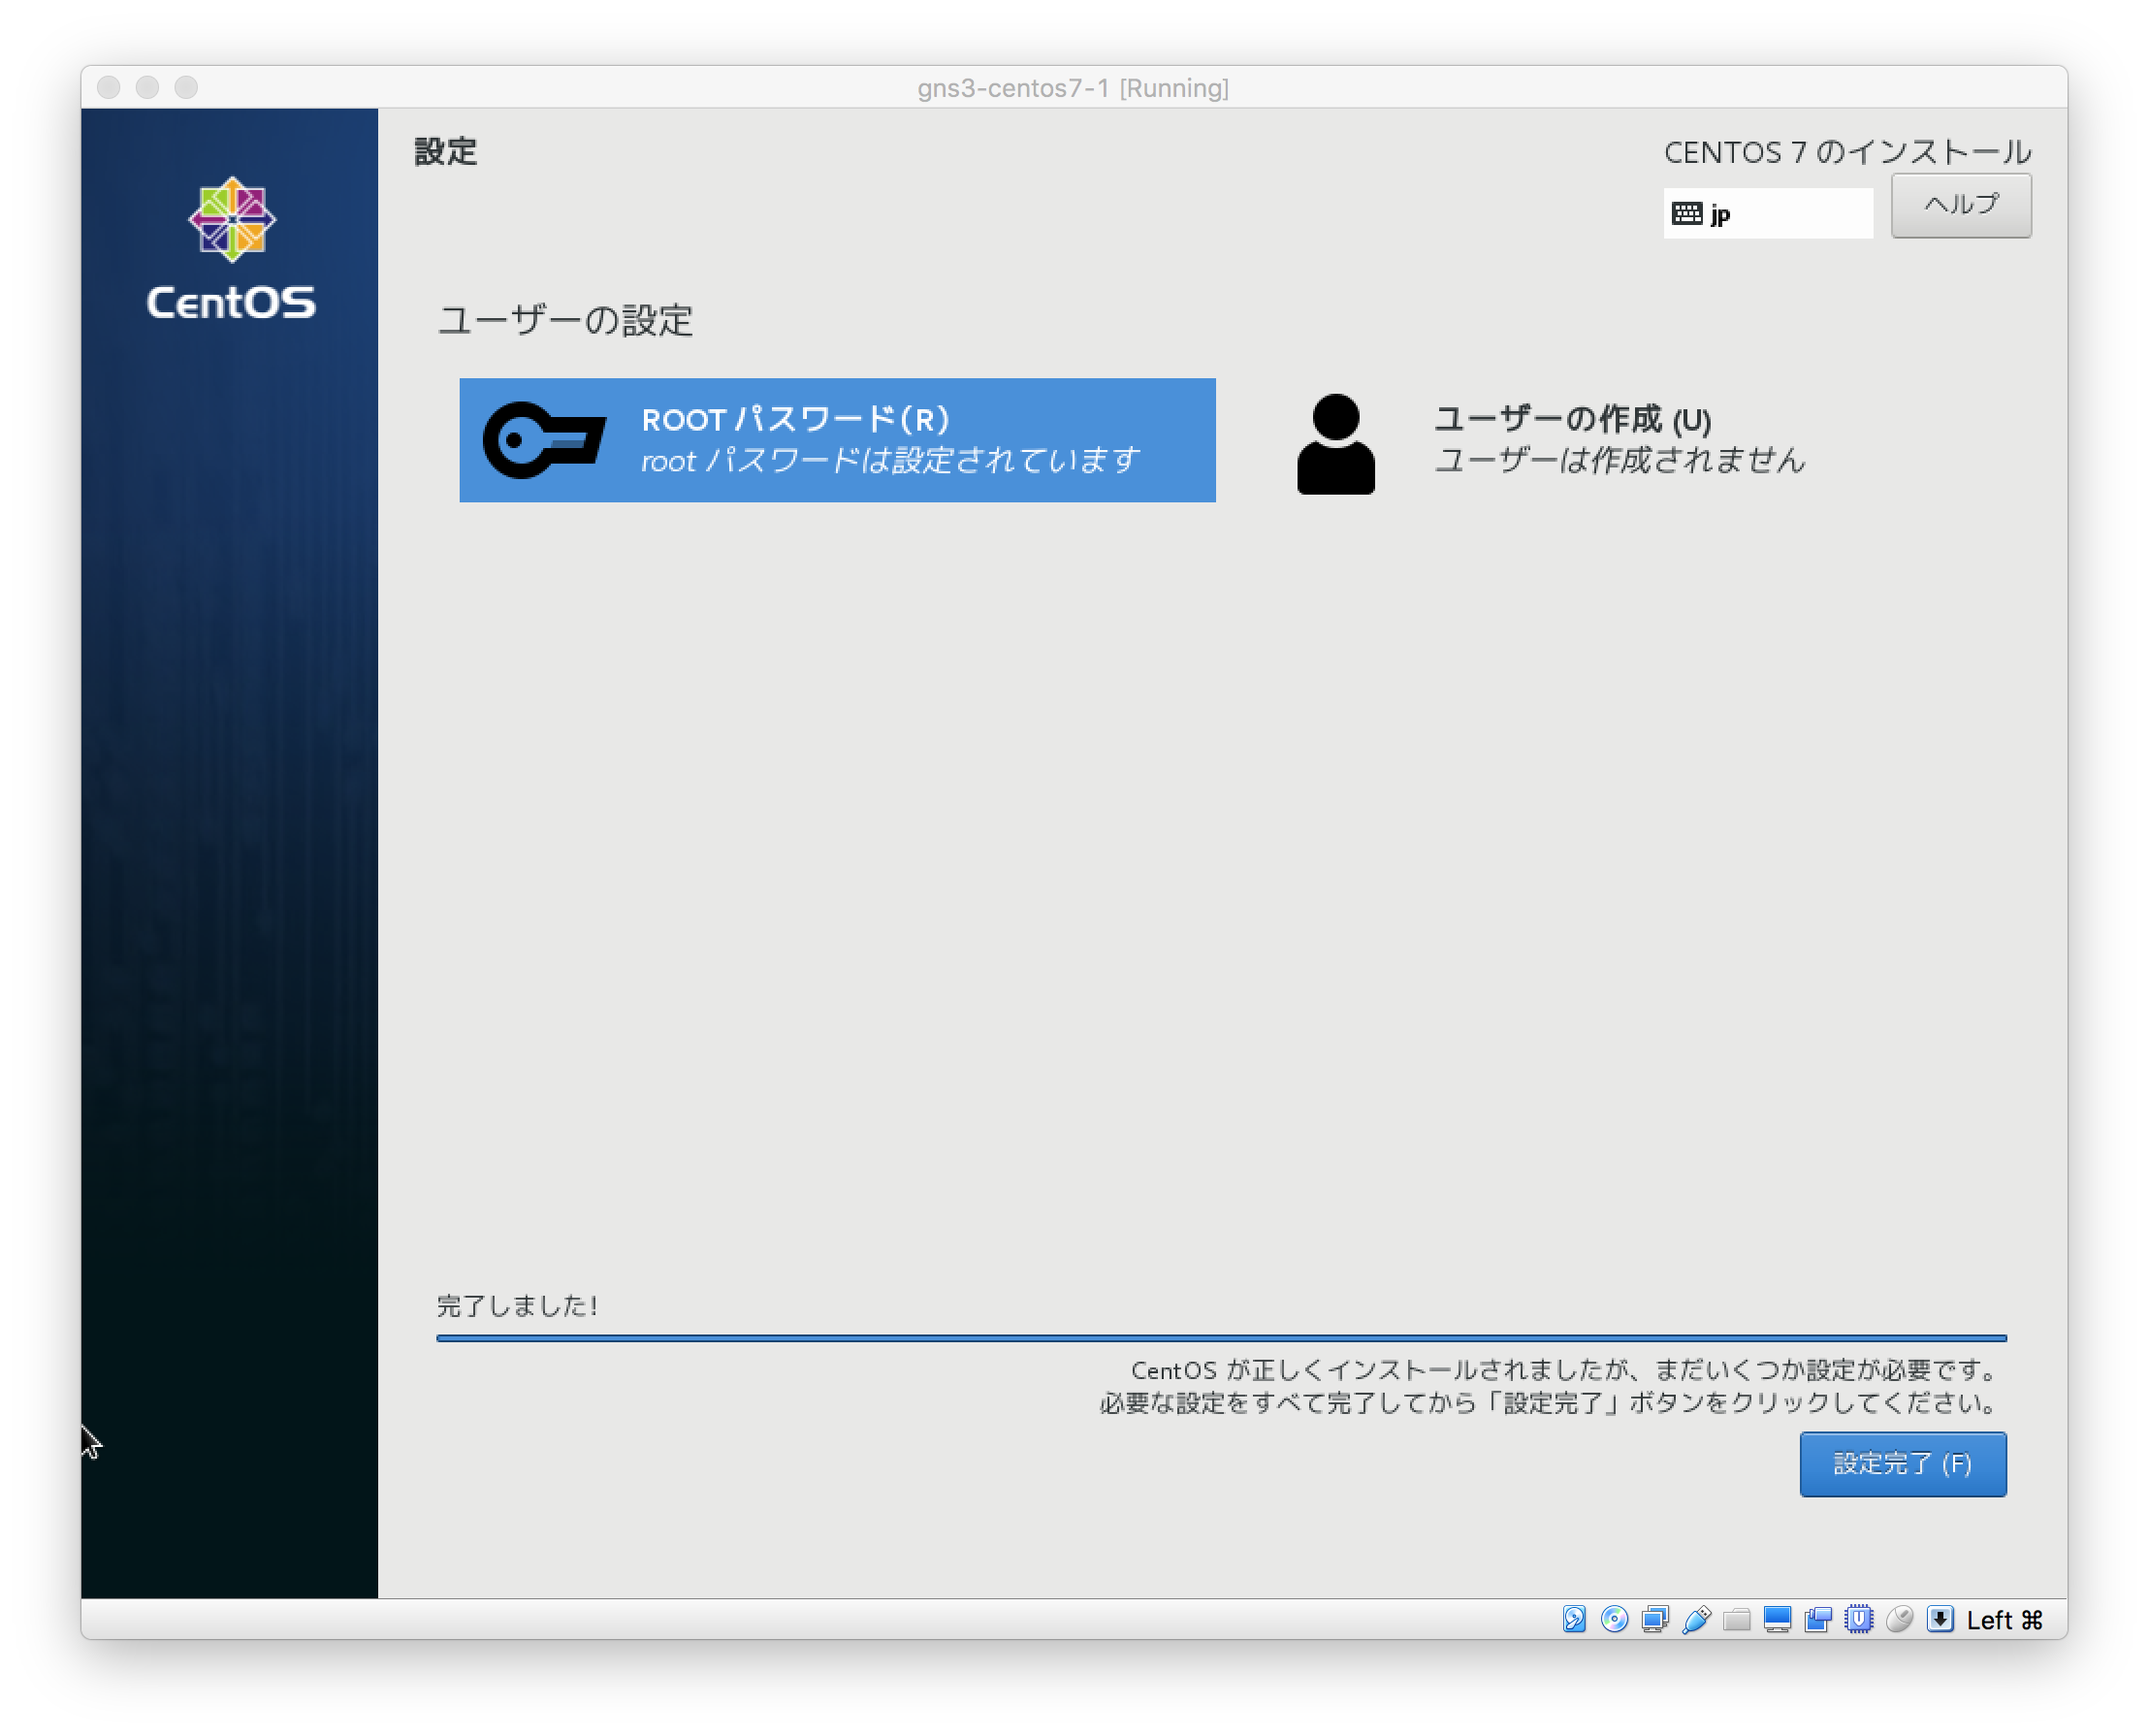 gns3-centos7-1 [Running]
設定
CENTOS 7 のインストール
jp
ヘルプ
CentOS
ユーザーの設定
ROOT パスワード(R)
root パスワードは設定されています
ユーザーの作成 (U)
ユーザーは作成されません
完了しました!
CentOS が正しくインストールされましたが、まだいくつか設定が必要です。
必要な設定をすべて完了してから「設定完了」ボタンをクリックしてください。
設定完了 (F)
Left ⌘